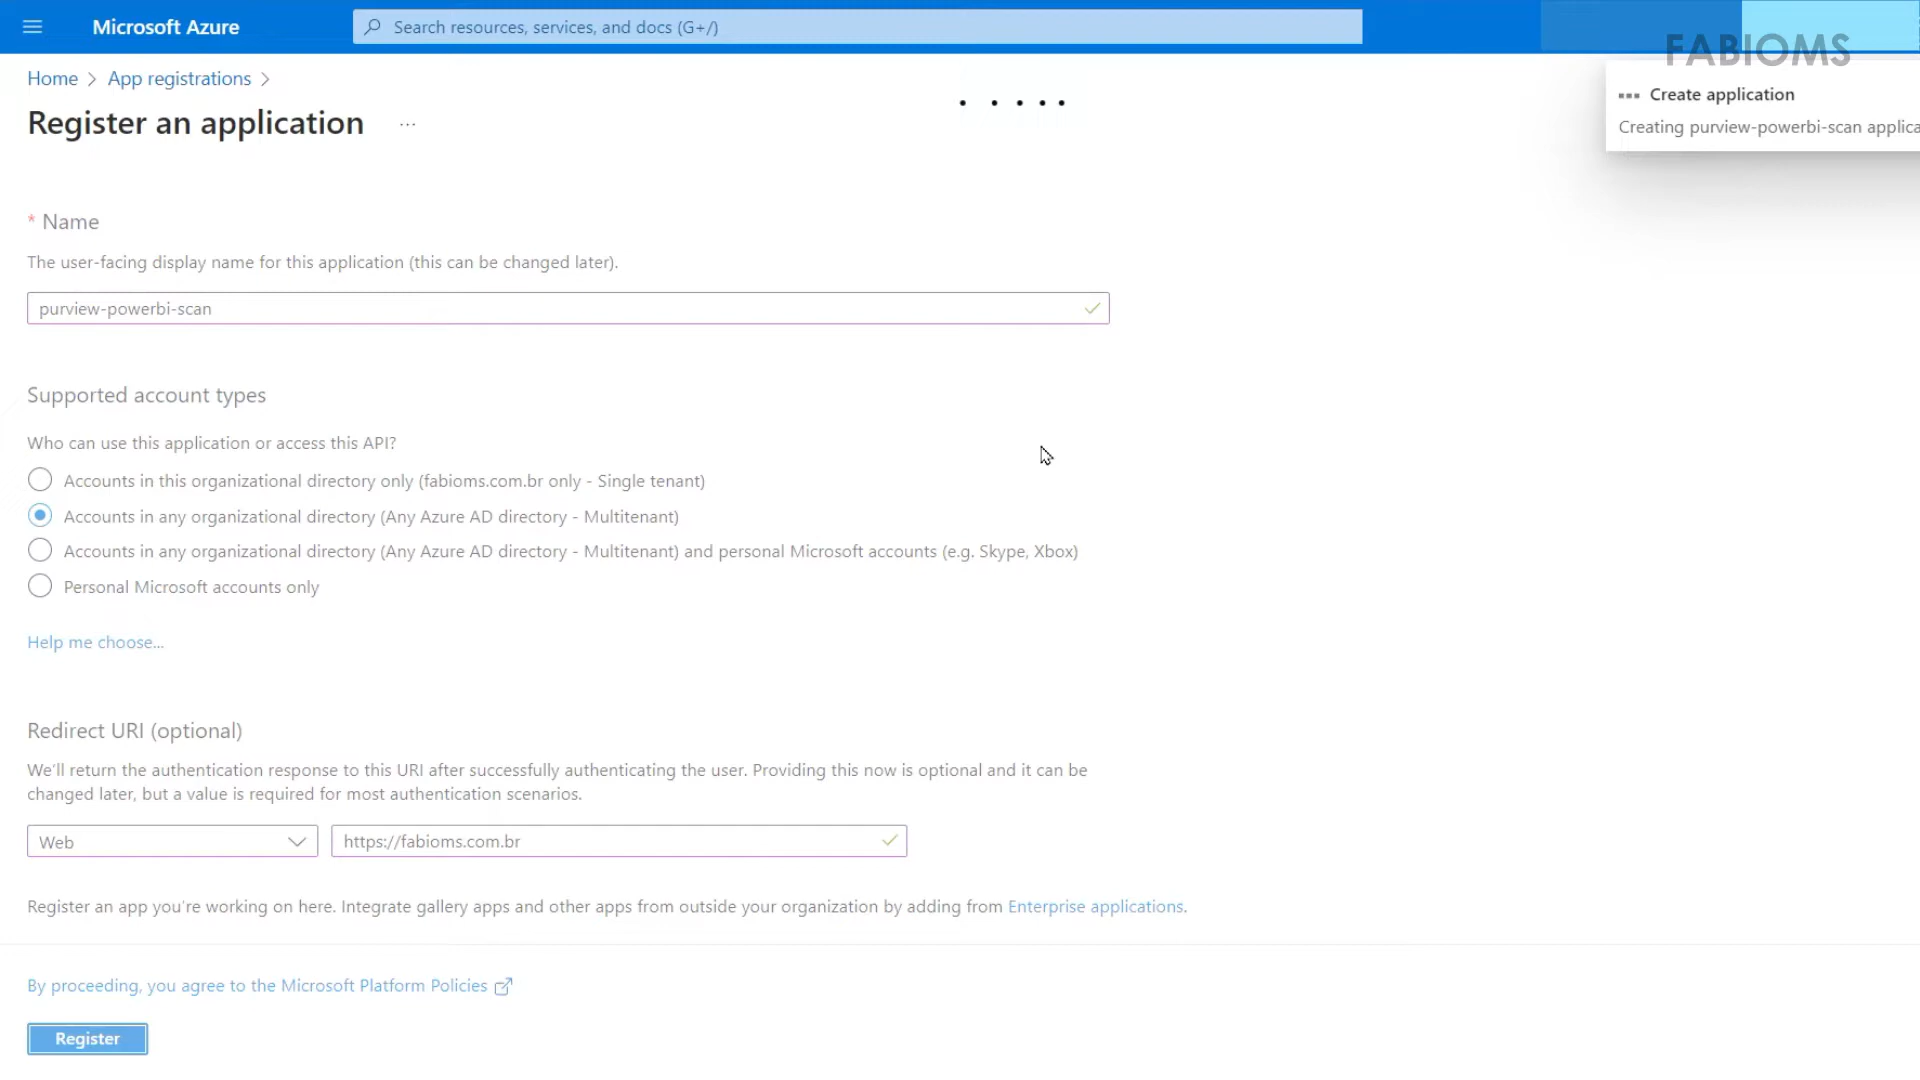 Microsoft Azure
Search resources, services, and docs (G+/)
FABIOMS
Home > App registrations >
Register an application ...
Create application
Creating purview-powerbi-scan applica
* Name
The user-facing display name for this application (this can be changed later).
purview-powerbi-scan
Supported account types
Who can use this application or access this API?
Accounts in this organizational directory only (fabioms.com.br only - Single tenant)
Accounts in any organizational directory (Any Azure AD directory - Multitenant)
Accounts in any organizational directory (Any Azure AD directory - Multitenant) and personal Microsoft accounts (e.g. Skype, Xbox)
Personal Microsoft accounts only
Help me choose...
Redirect URI (optional)
We'll return the authentication response to this URI after successfully authenticating the user. Providing this now is optional and it can be
changed later, but a value is required for most authentication scenarios.
Web
https://fabioms.com.br
Register an app you're working on here. Integrate gallery apps and other apps from outside your organization by adding from Enterprise applications.
By proceeding, you agree to the Microsoft Platform Policies
Register